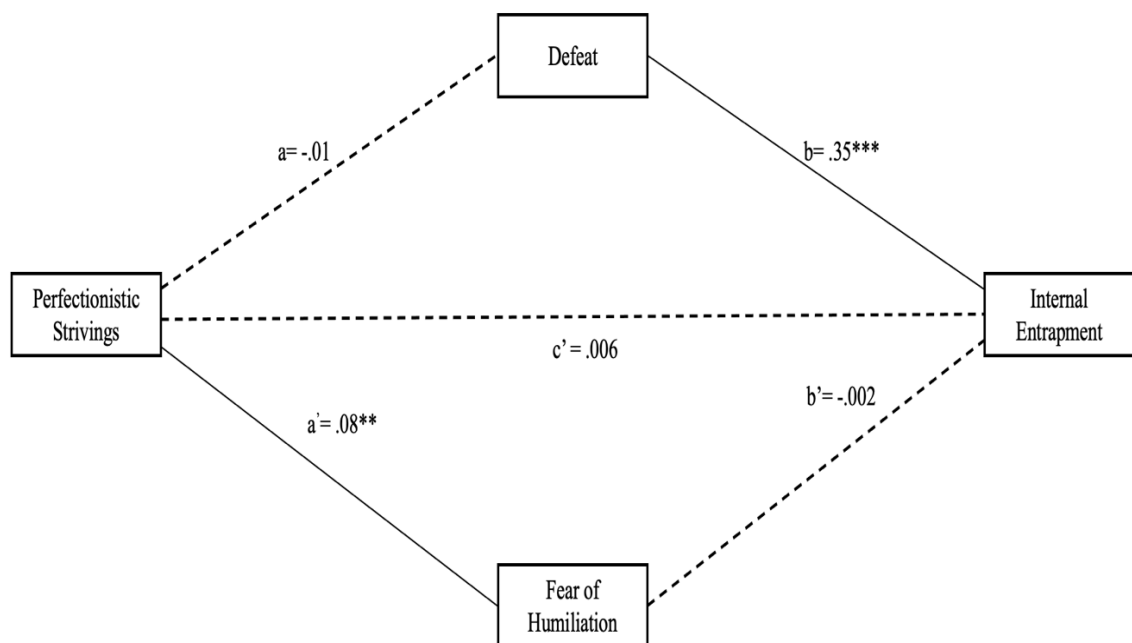 Defeat
a= -.01
b= .35***
Perfectionistic
Strivings
Internal
Entrapment
c’ = .006
b’= -.002
a’= .08**
Fear of
Humiliation